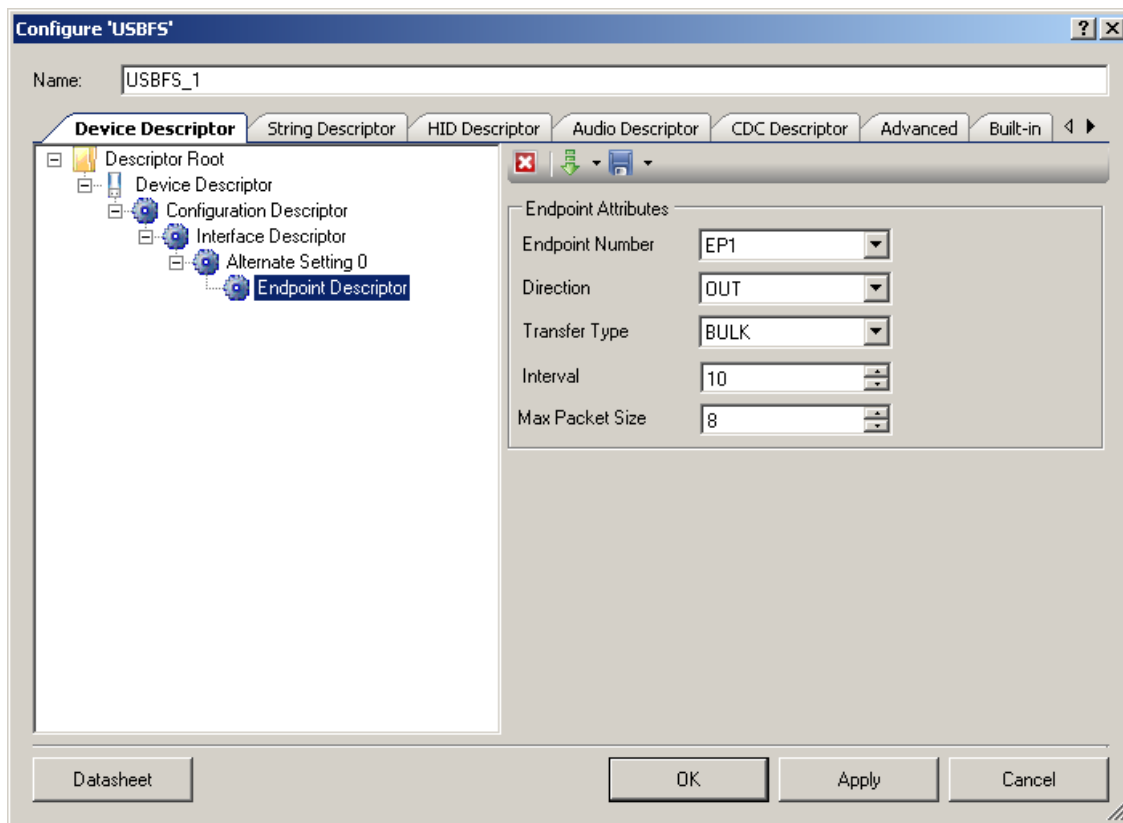 Configure 'USBFS'
Name: USBFS_1
Device Descriptor String Descriptor HID Descriptor Audio Descriptor CDC Descriptor Advanced Built-in
Descriptor Root
Device Descriptor
Configuration Descriptor
Interface Descriptor
Alternate Setting 0
Endpoint Descriptor
Endpoint Attributes
Endpoint Number EP1
Direction OUT
Transfer Type BULK
Interval 10
Max Packet Size 8
Datasheet OK Apply Cancel